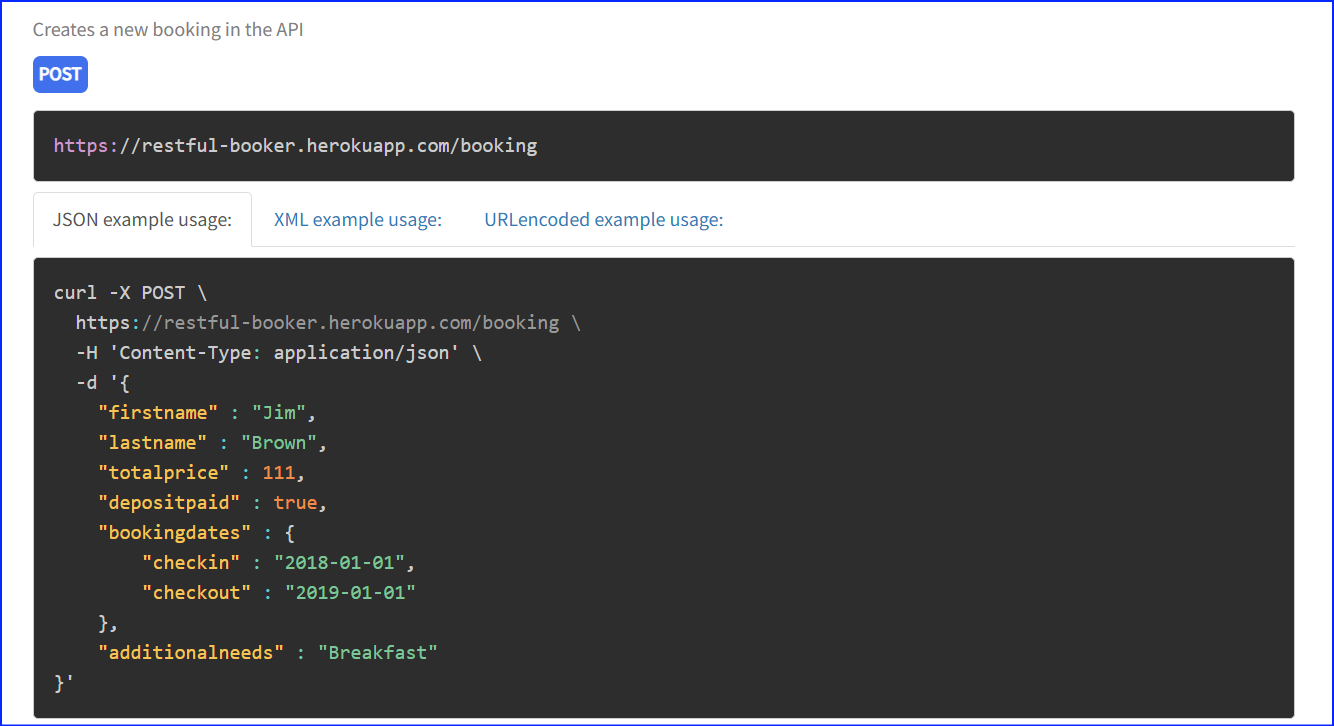 Creates a new booking in the API
POST
https://restful-booker.herokuapp.com/booking
JSON example usage: XML example usage: URLencoded example usage:
curl -X POST \
  https://restful-booker.herokuapp.com/booking \
  -H 'Content-Type: application/json' \
  -d '{
    "firstname" : "Jim",
    "lastname" : "Brown",
    "totalprice" : 111,
    "depositpaid" : true,
    "bookingdates" : {
        "checkin" : "2018-01-01",
        "checkout" : "2019-01-01"
    },
    "additionalneeds" : "Breakfast"
}'